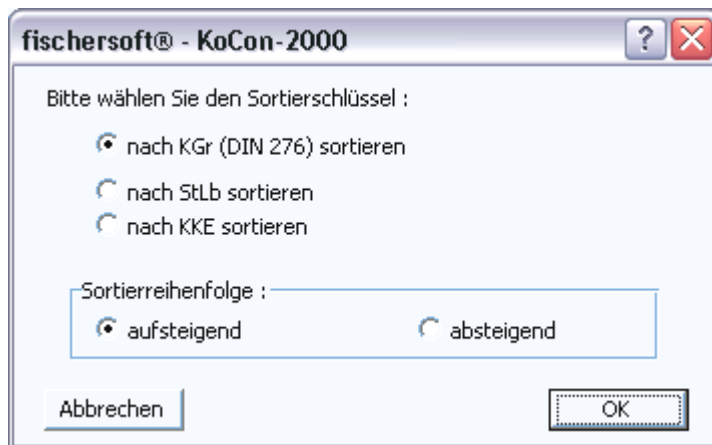 fischersoft® - KoCon-2000
Bitte wählen Sie den Sortierschlüssel :
nach KGr (DIN 276) sortieren
nach StLb sortieren
nach KKE sortieren
Sortierreihenfolge :
aufsteigend absteigend
Abbrechen OK